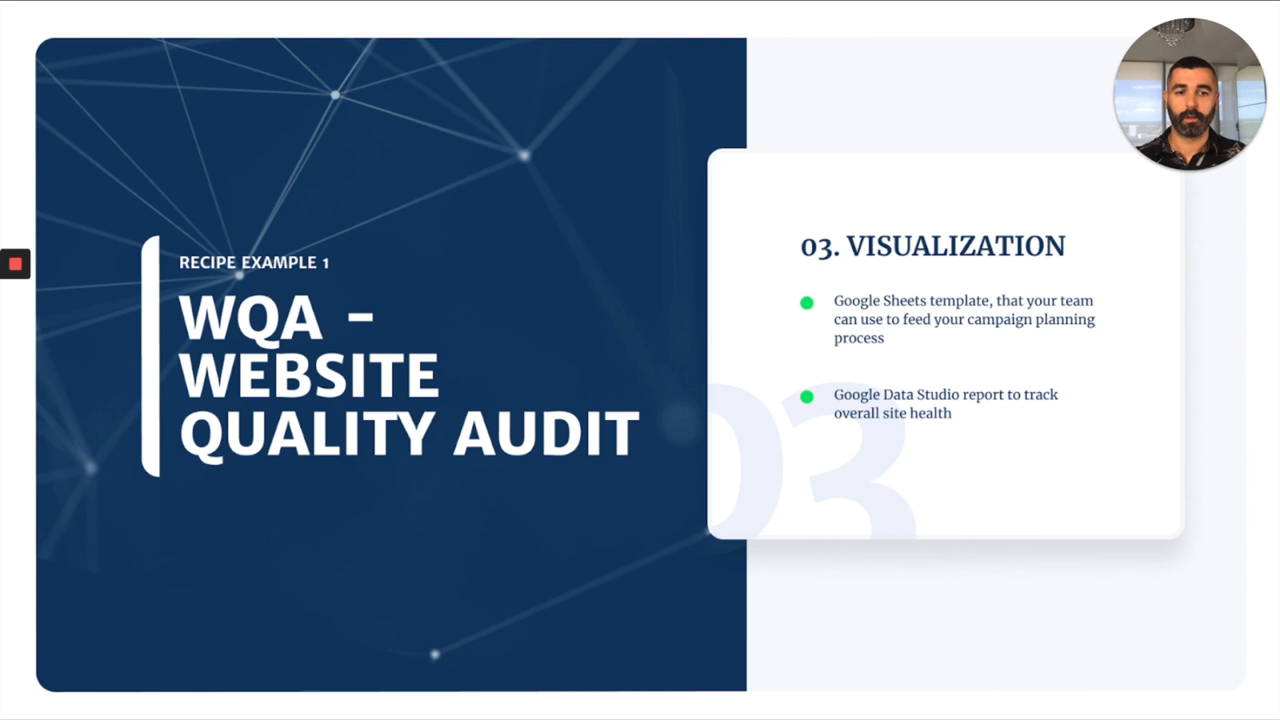 RECIPE EXAMPLE 1
WQA -
WEBSITE
QUALITY AUDIT
03. VISUALIZATION
Google Sheets template, that your team
can use to feed your campaign planning
process
Google Data Studio report to track
overall site health
03